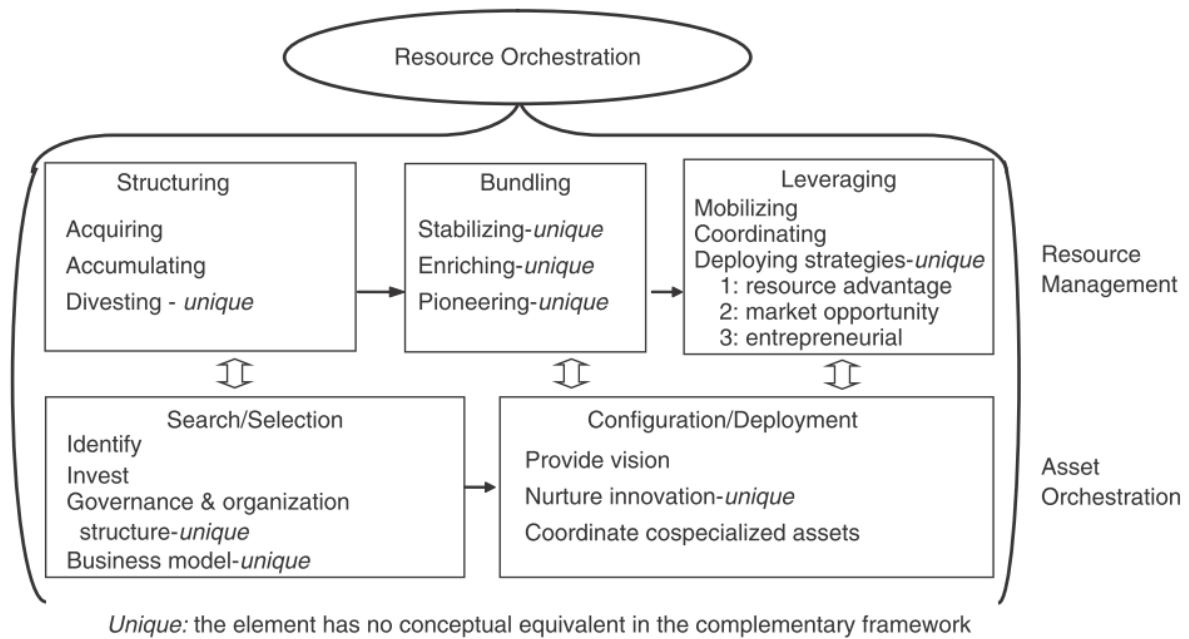 Resource Orchestration
Structuring
Acquiring
Accumulating
Divesting - unique
Bundling
Stabilizing-unique
Enriching-unique
Pioneering-unique
Leveraging
Mobilizing
Coordinating
Deploying strategies-unique
1: resource advantage
2: market opportunity
3: entrepreneurial
Resource
Management
Search/Selection
Identify
Invest
Governance & organization
structure-unique
Business model-unique
Configuration/Deployment
Provide vision
Nurture innovation-unique
Coordinate cospecialized assets
Asset
Orchestration
Unique: the element has no conceptual equivalent in the complementary framework